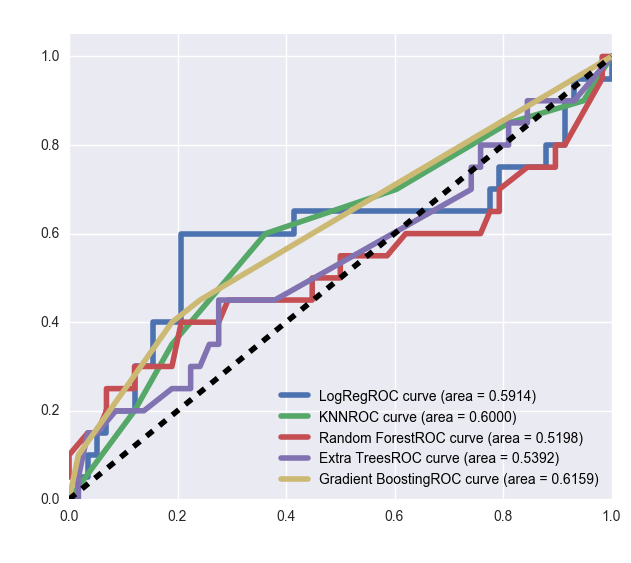 1.0
0.8
0.6
0.4
0.2
0.0
LogRegROC curve (area = 0.5914)
KNNROC curve (area = 0.6000)
Random ForestROC curve (area = 0.5198)
Extra TreesROC curve (area = 0.5392)
Gradient BoostingROC curve (area = 0.6159)
0.0 0.2 0.4 0.6 0.8 1.0